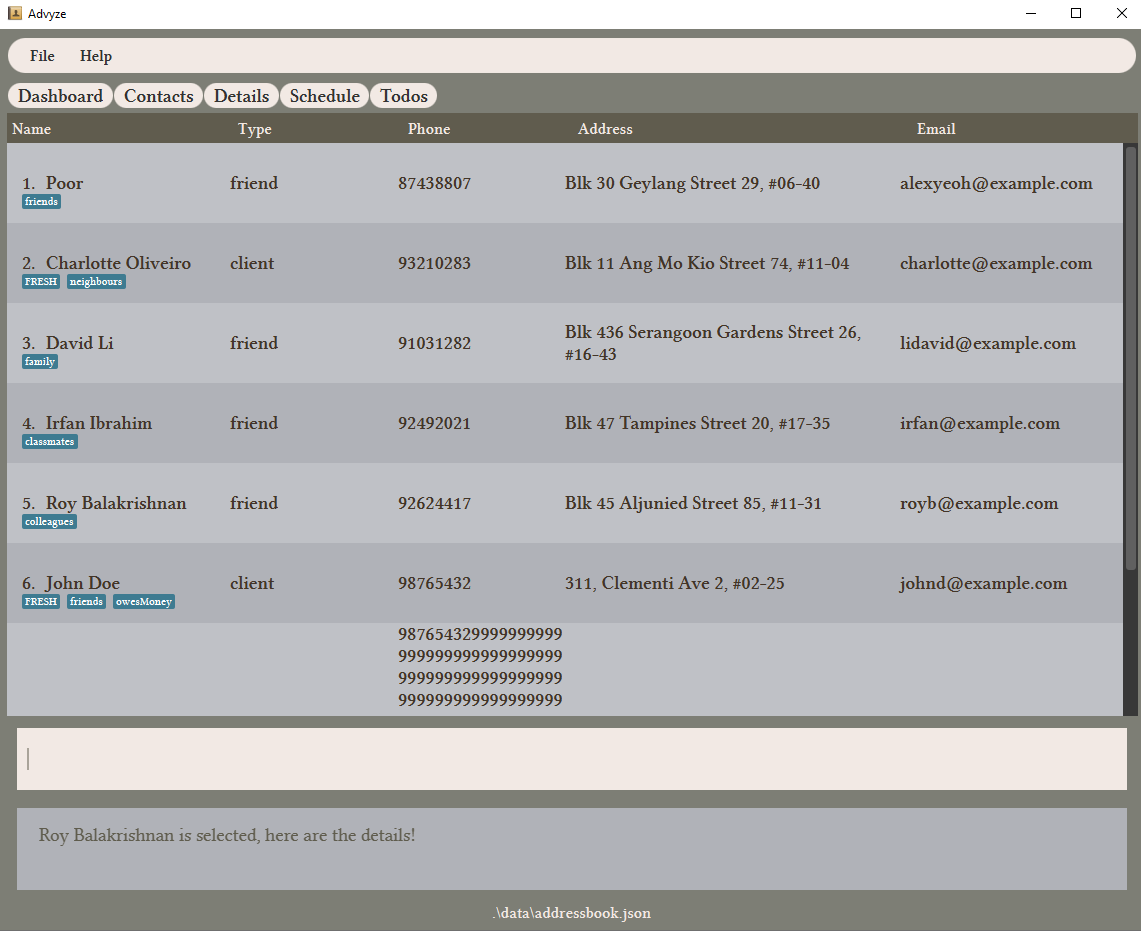 Advyze
File Help
Dashboard Contacts Details Schedule Todos
Name Type Phone Address Email
1. Poor friend 87438807 Blk 30 Geylang Street 29, #06-40 alexyeoh@example.com
friends
2. Charlotte Oliveiro client 93210283 Blk 11 Ang Mo Kio Street 74, #11-04 charlotte@example.com
FRESH neighbours
Blk 436 Serangoon Gardens Street 26,
3. David Li friend 91031282 lidavid@example.com
#16-43
family
4. Irfan Ibrahim friend 92492021 Blk 47 Tampines Street 20, #17-35 irfan@example.com
classmates
5. Roy Balakrishnan friend 92624417 Blk 45 Aljunied Street 85, #11-31 royb@example.com
colleagues
6. John Doe client 98765432 311, Clementi Ave 2, #02-25 johnd@example.com
FRESH friends owesMoney
987654329999999999
999999999999999999
999999999999999999
999999999999999999
Roy Balakrishnan is selected, here are the details!
.\data\addressbook.json